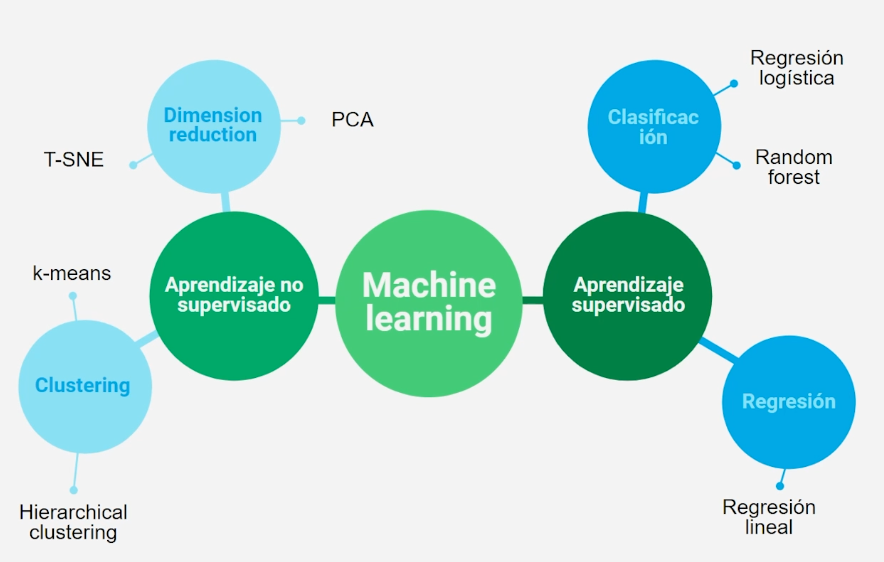 Regresión
logística
Dimension
reduction
PCA
Clasificac
ión
T-SNE
Random
forest
k-means
Aprendizaje no
supervisado
Machine
learning
Aprendizaje
supervisado
Clustering
Regresión
Hierarchical
clustering
Regresión
lineal